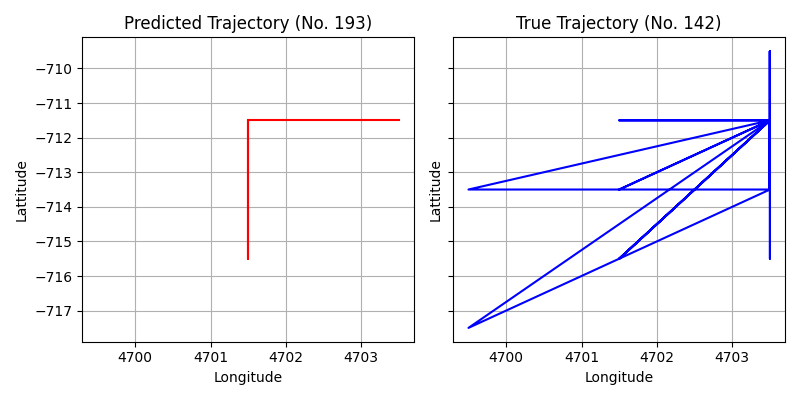 Predicted Trajectory (No. 193)
True Trajectory (No. 142)
−710
−711
−712
−713
−714
−715
−716
−717
Lattitude
Lattitude
4700 4701 4702 4703
4700 4701 4702 4703
Longitude
Longitude